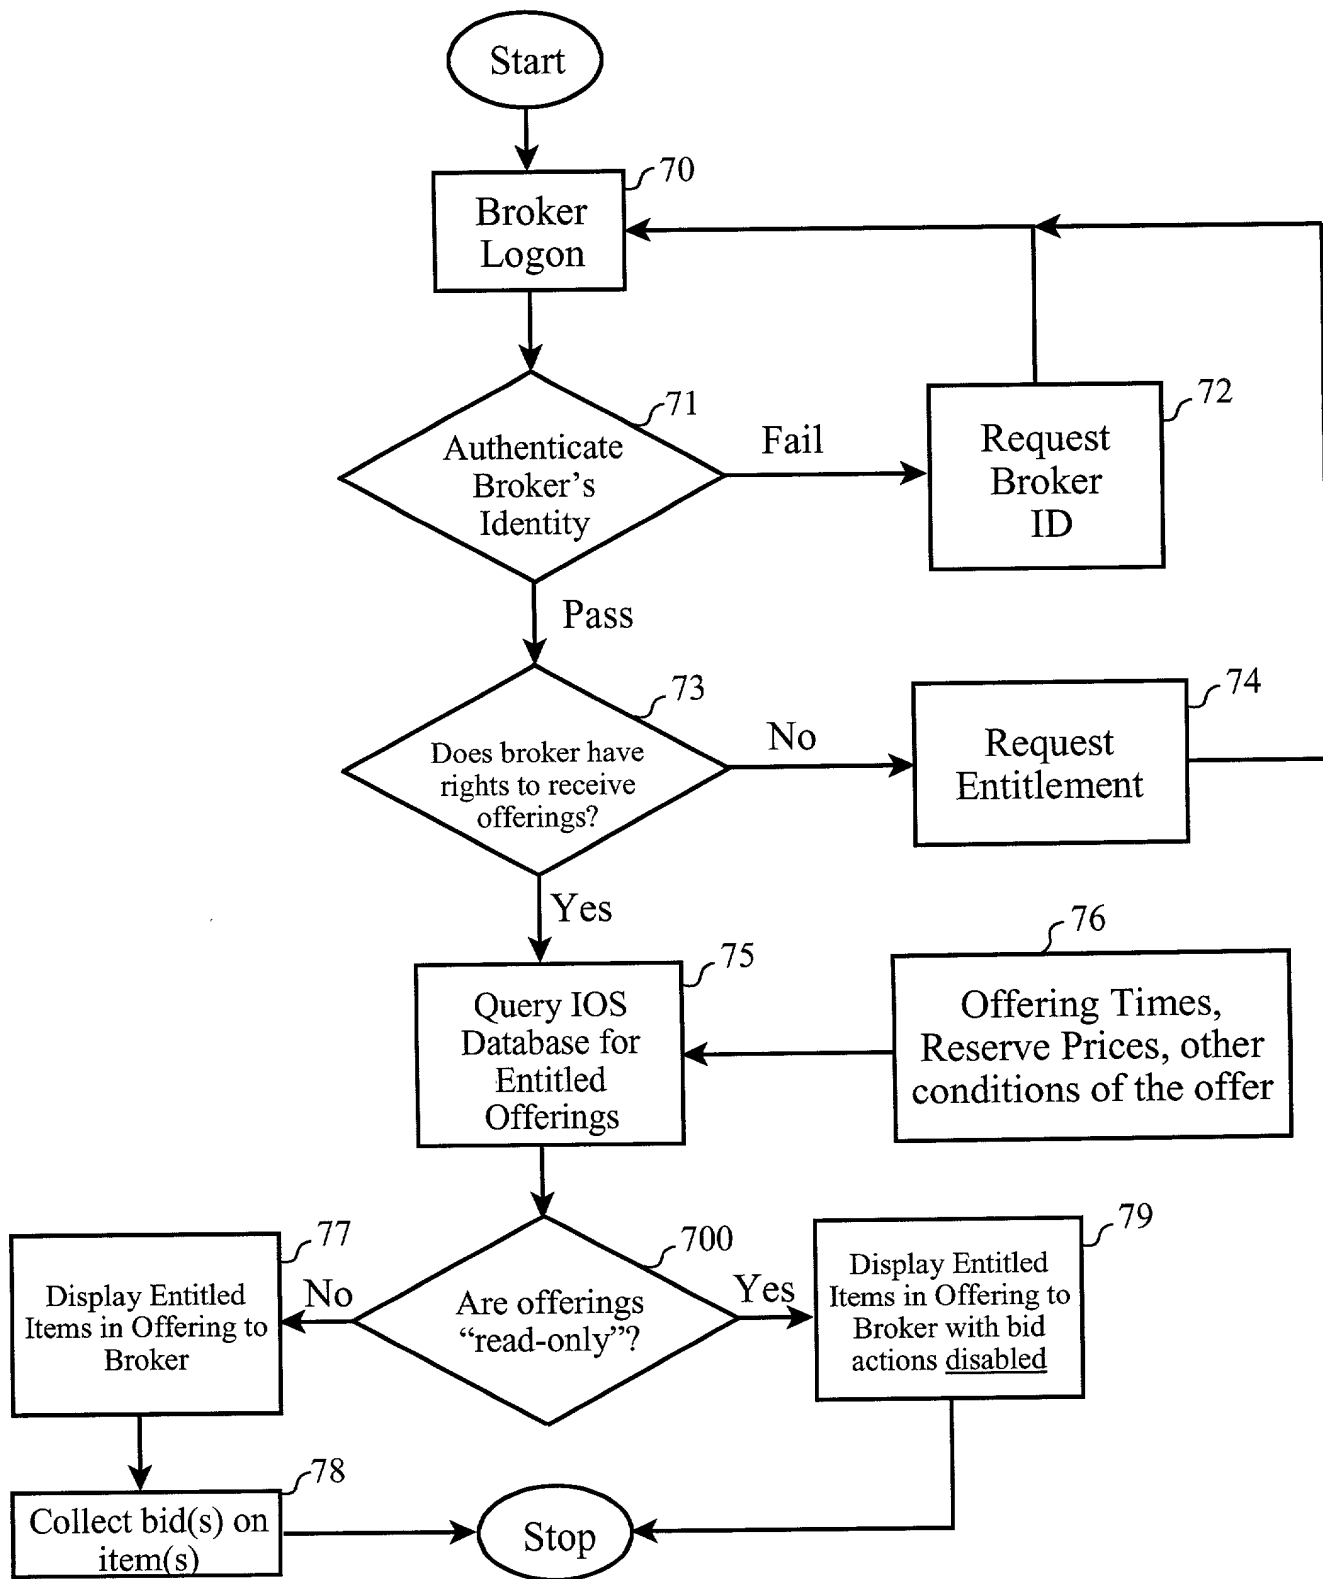 Start
70
Broker
Logon
71
Authenticate
Broker's
Identity
Fail
72
Request
Broker
ID
Pass
73
Does broker have
rights to receive
offerings?
No
74
Request
Entitlement
Yes
75
Query IOS
Database for
Entitled
Offerings
76
Offering Times,
Reserve Prices, other
conditions of the offer
77
Display Entitled
Items in Offering to
Broker
No
700
Are offerings
“read-only”?
Yes
79
Display Entitled
Items in Offering to
Broker with bid
actions disabled
78
Collect bid(s) on
item(s)
Stop